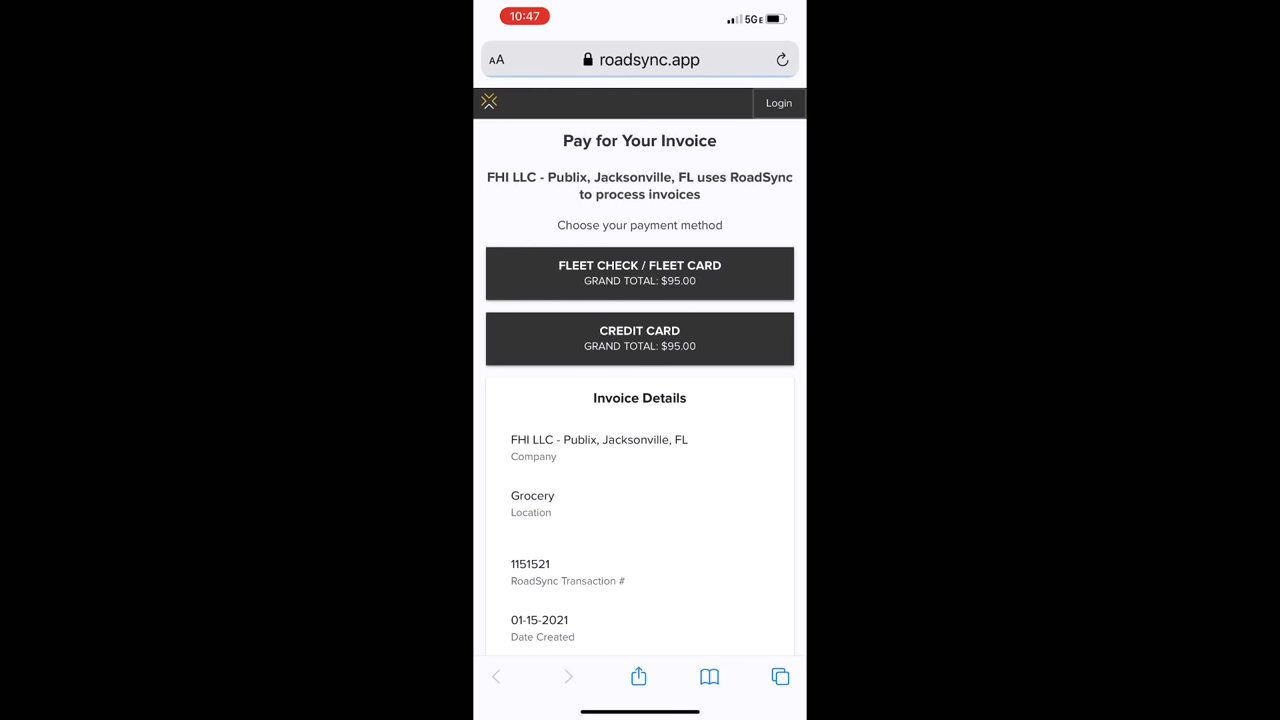 10:47
5GE
AA
roadsync.app
Login
Pay for Your Invoice
FHI LLC - Publix, Jacksonville, FL uses RoadSync
to process invoices
Choose your payment method
FLEET CHECK / FLEET CARD
GRAND TOTAL: $95.00
CREDIT CARD
GRAND TOTAL: $95.00
Invoice Details
FHI LLC - Publix, Jacksonville, FL
Company
Grocery
Location
1151521
RoadSync Transaction #
01-15-2021
Date Created